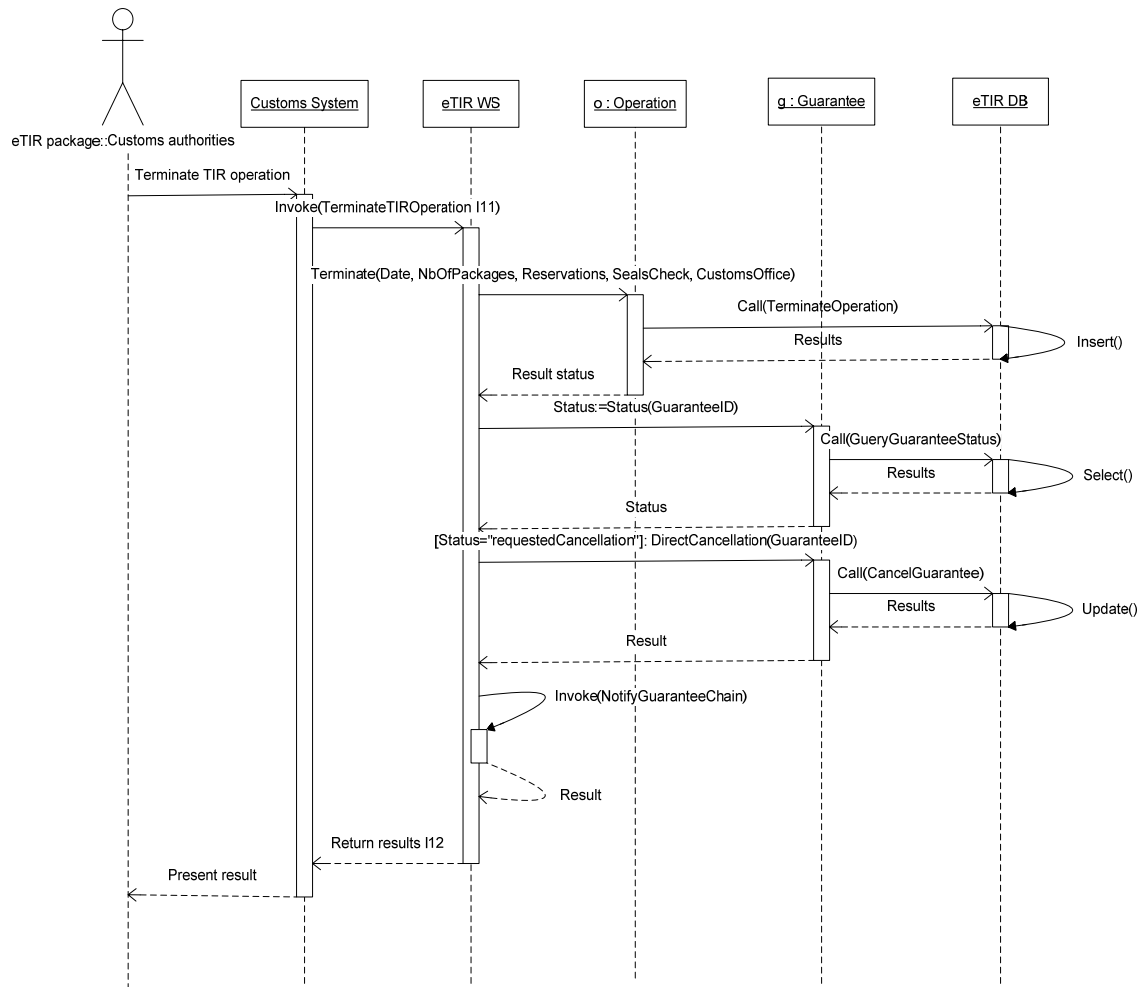 Customs System
eTIR WS
o : Operation
g : Guarantee
eTIR DB
eTIR package::Customs authorities
Terminate TIR operation
Invoke(TerminateTIROperation I11)
Terminate(Date, NbOfPackages, Reservations, SealsCheck, CustomsOffice)
Call(TerminateOperation)
Results
Insert()
Result status
Status:=Status(GuaranteeID)
Call(GueryGuaranteeStatus)
Results
Select()
Status
[Status="requestedCancellation"]: DirectCancellation(GuaranteeID)
Call(CancelGuarantee)
Results
Update()
Result
Invoke(NotifyGuaranteeChain)
Result
Return results I12
Present result